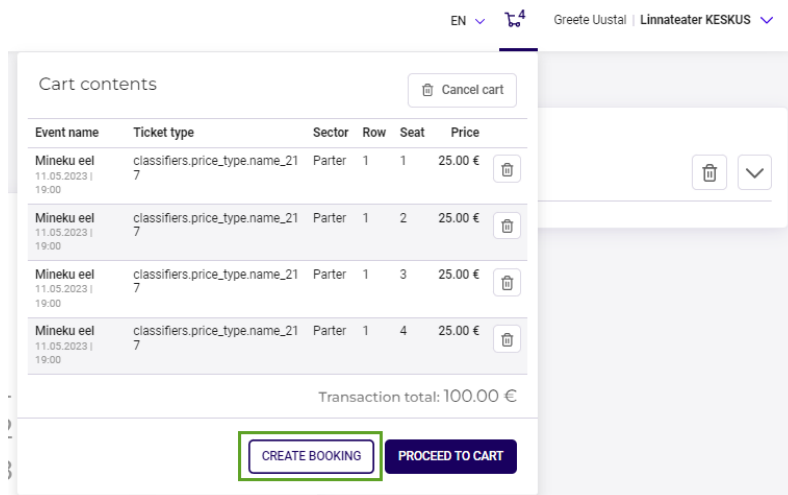 EN 4 Greete Uustal | Linnateater KESKUS
Cart contents Cancel cart
Event name Ticket type Sector Row Seat Price
Mineku eel classifiers.price_type.name_21 Parter 1 1 25.00 €
11.05.2023 | 7
19:00
Mineku eel classifiers.price_type.name_21 Parter 1 2 25.00 €
11.05.2023 | 7
19:00
Mineku eel classifiers.price_type.name_21 Parter 1 3 25.00 €
11.05.2023 | 7
19:00
Mineku eel classifiers.price_type.name_21 Parter 1 4 25.00 €
11.05.2023 | 7
19:00
Transaction total: 100.00 €
CREATE BOOKING PROCEED TO CART